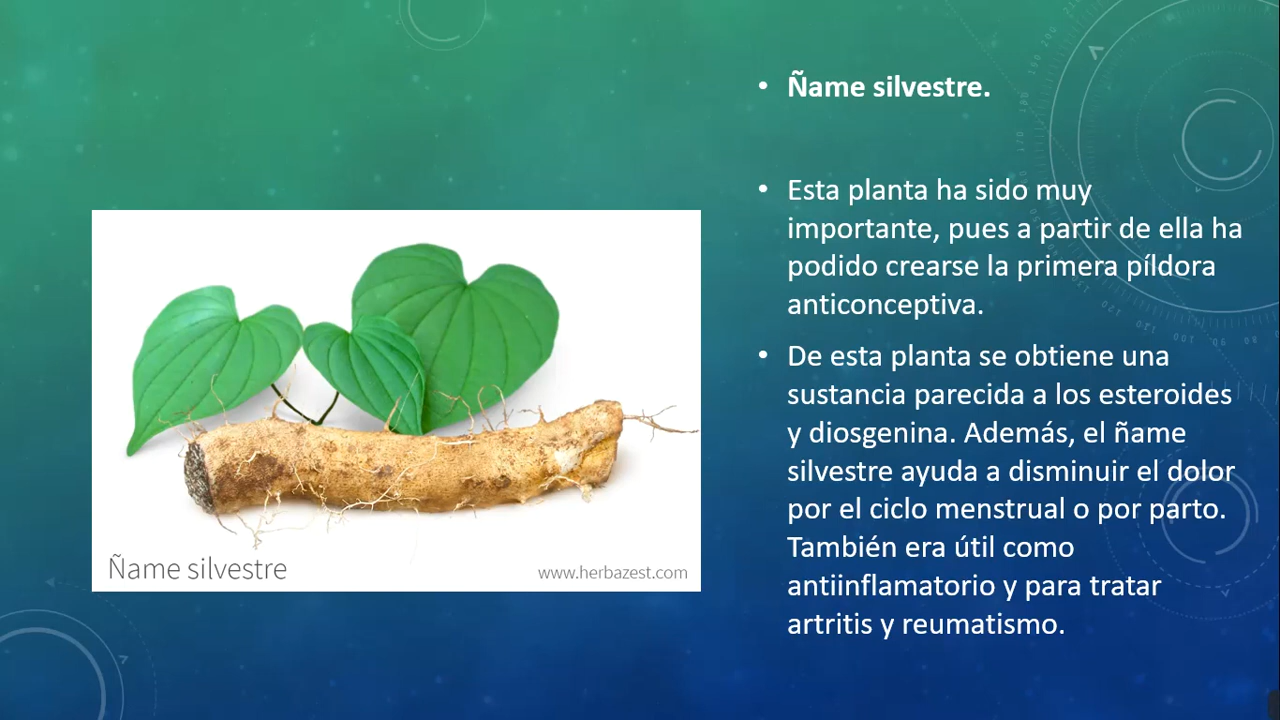 • Ñame silvestre.
• Esta planta ha sido muy
importante, pues a partir de ella ha
podido crearse la primera píldora
anticonceptiva.
• De esta planta se obtiene una
sustancia parecida a los esteroides
y diosgenina. Además, el ñame
silvestre ayuda a disminuir el dolor
por el ciclo menstrual o por parto.
También era útil como
antiinflamatorio y para tratar
artritis y reumatismo.
Ñame silvestre
www.herbazest.com